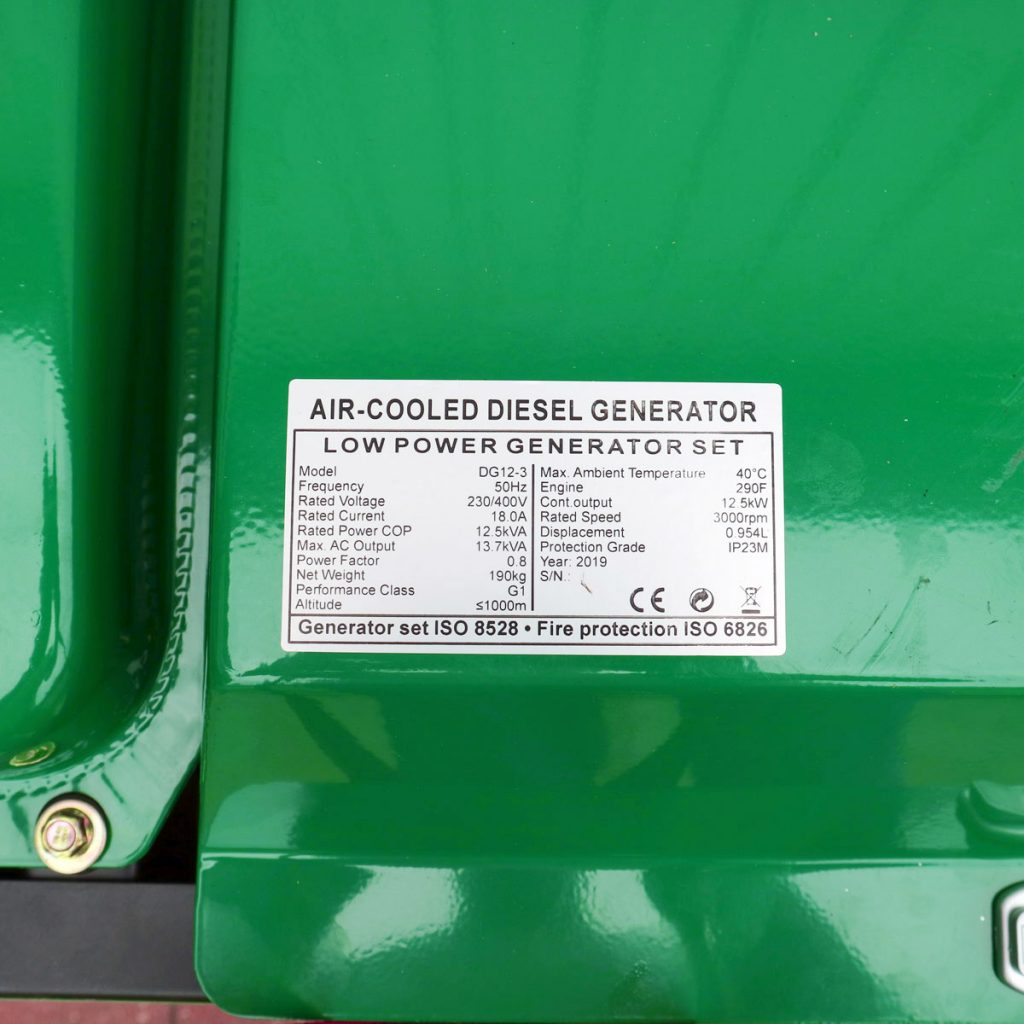 AIR-COOLED DIESEL GENERATOR
LOW POWER GENERATOR SET
Model DG12-3
Frequency 50Hz
Rated Voltage 230/400V
Rated Current 18.0A
Rated Power COP 12.5kVA
Max. AC Output 13.7kVA
Power Factor 0.8
Net Weight 190kg
Performance Class G1
Altitude ≤1000m
Max. Ambient Temperature 40°C
Engine 290F
Cont.output 12.5kW
Rated Speed 3000rpm
Displacement 0.954L
Protection Grade IP23M
Year: 2019
S/N.:
CE
Generator set ISO 8528 • Fire protection ISO 6826